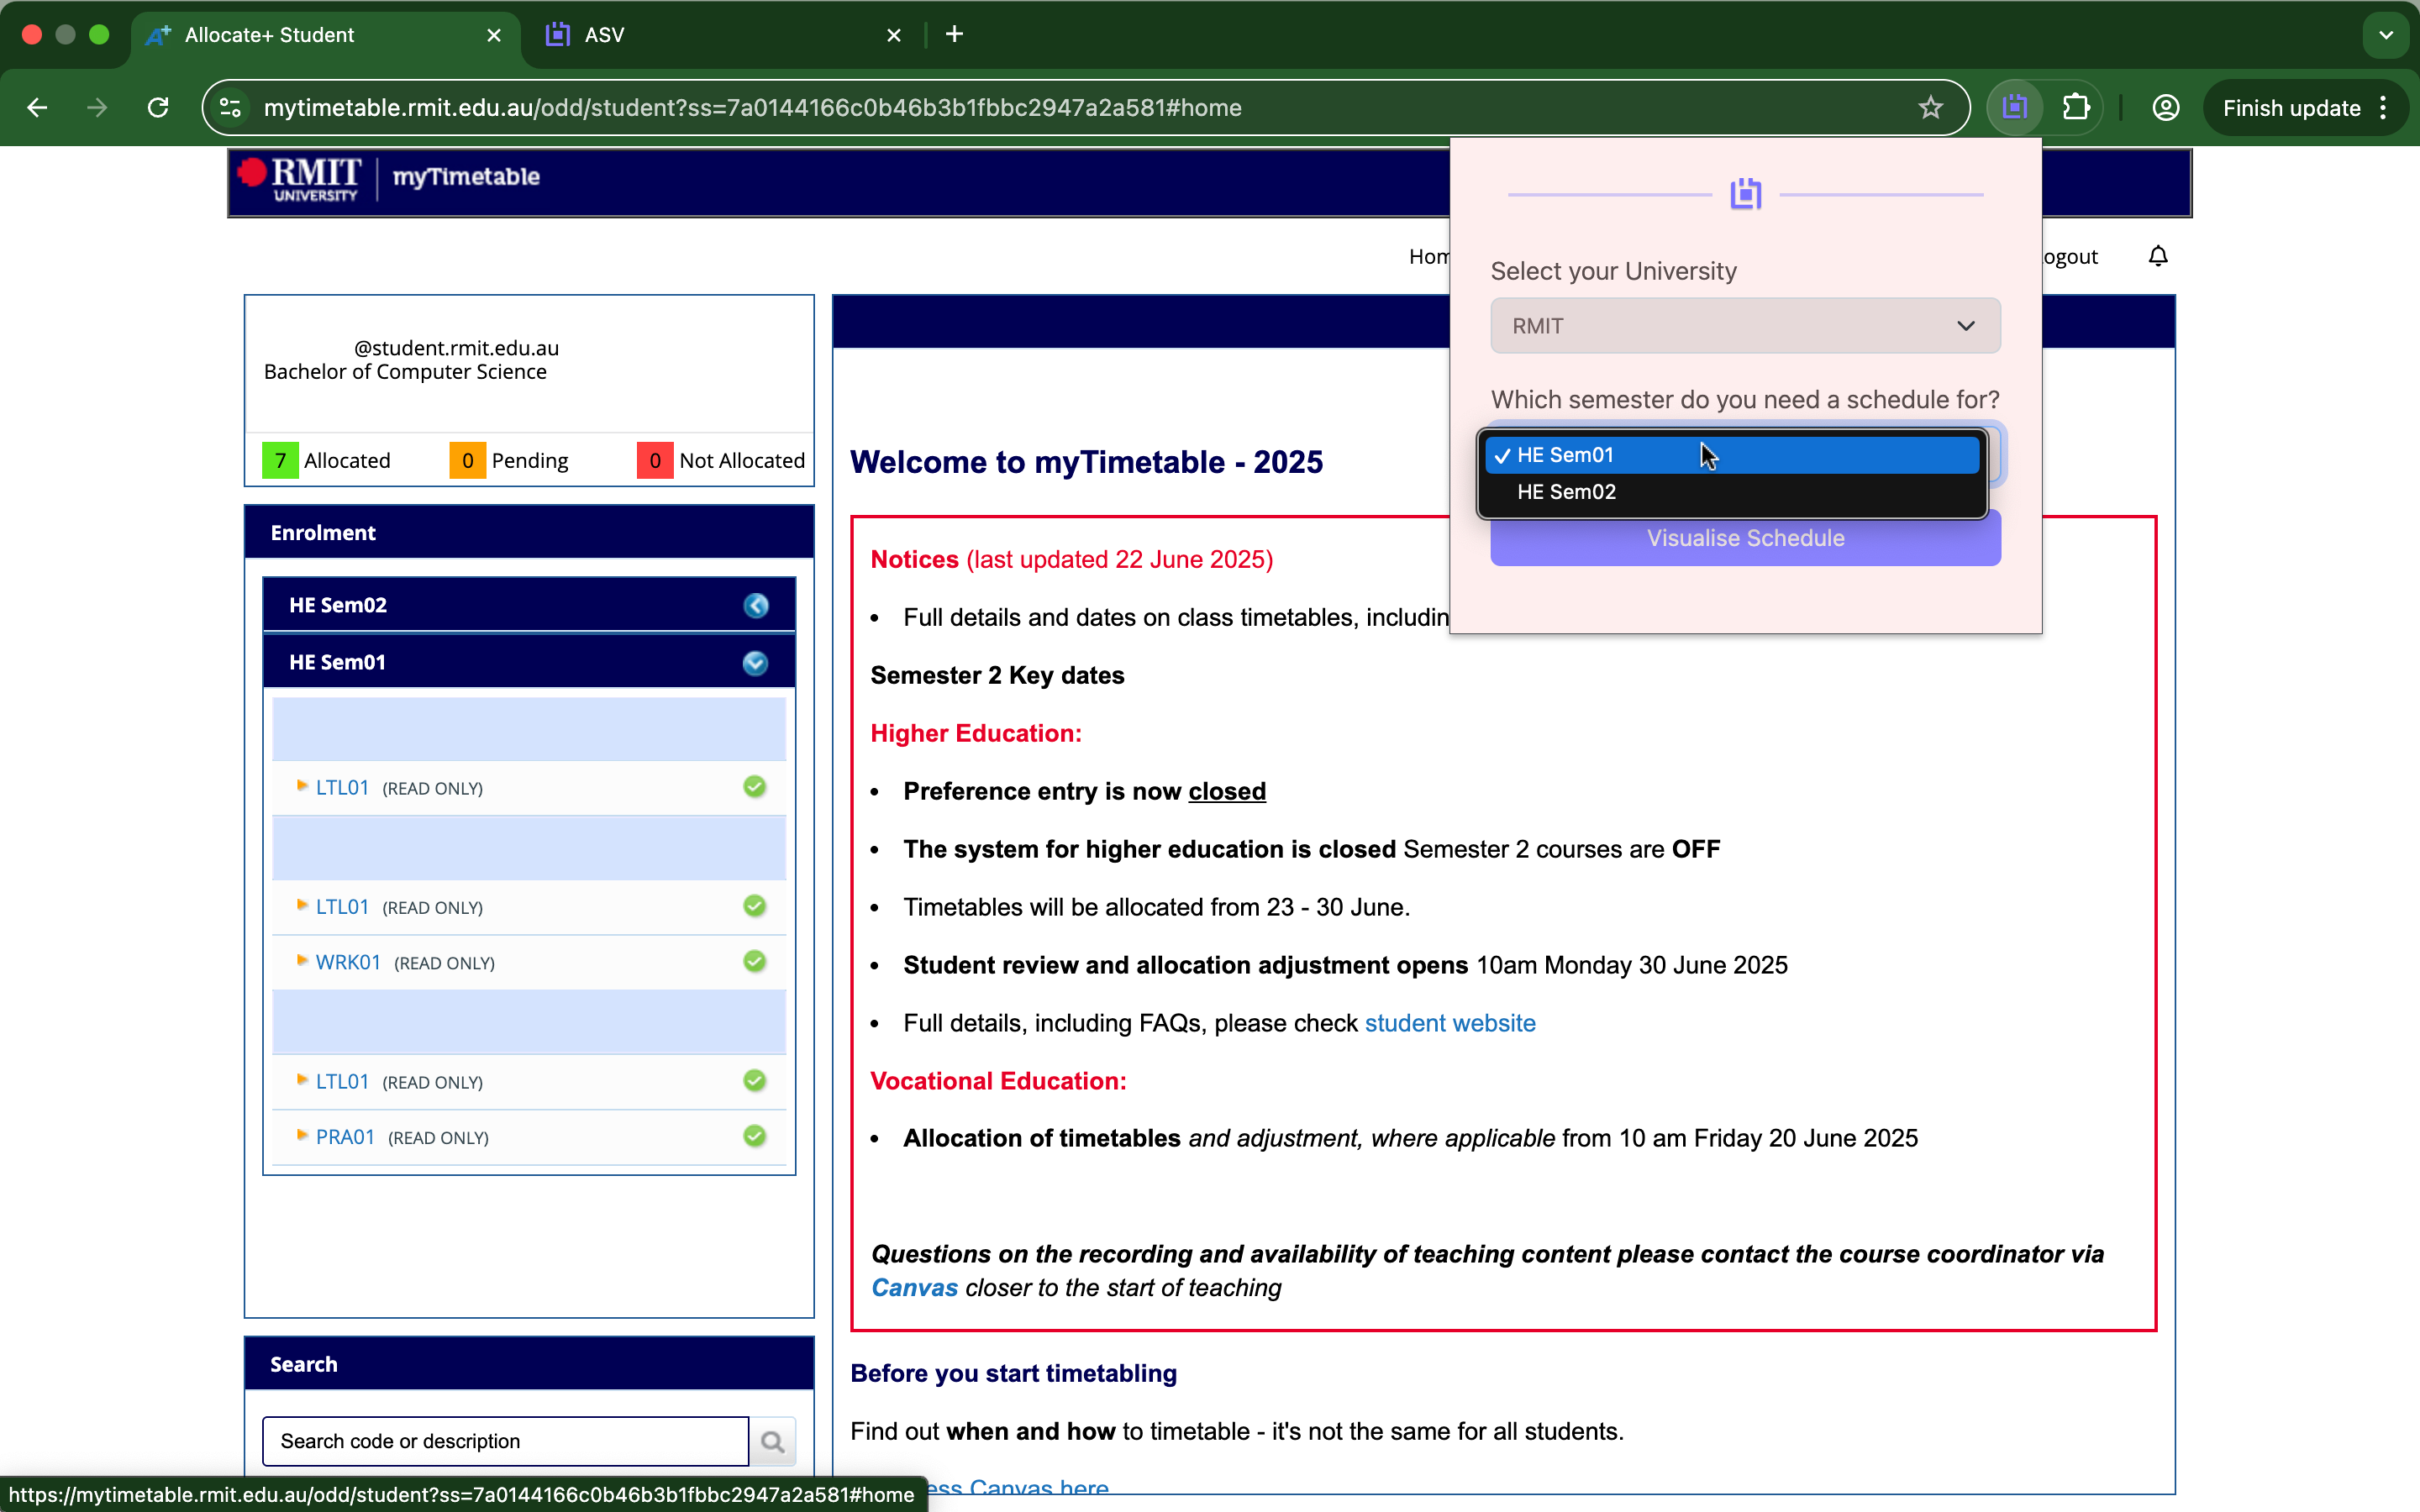 Allocate+ Student
ASV
mytimetable.rmit.edu.au/odd/student?ss=7a0144166c0b46b3b1fbbc2947a2a581#home
Finish update
RMIT
UNIVERSITY
myTimetable
Select your University
RMIT
Which semester do you need a schedule for?
HE Sem01
HE Sem02
Visualise Schedule
@student.rmit.edu.au
Bachelor of Computer Science
7 Allocated 0 Pending 0 Not Allocated
Enrolment
HE Sem02
HE Sem01
LTL01 (READ ONLY)
LTL01 (READ ONLY)
WRK01 (READ ONLY)
LTL01 (READ ONLY)
PRA01 (READ ONLY)
Search
Search code or description
Welcome to myTimetable - 2025
Notices (last updated 22 June 2025)
• Full details and dates on class timetables,
Semester 2 Key dates
Higher Education:
• Preference entry is now closed
• The system for higher education is closed Semester 2 courses are OFF
• Timetables will be allocated from 23 - 30 June.
• Student review and allocation adjustment opens 10am Monday 30 June 2025
• Full details, including FAQs, please check student website
Vocational Education:
• Allocation of timetables and adjustment, where applicable from 10 am Friday 20 June 2025
Questions on the recording and availability of teaching content please contact the course coordinator via
Canvas closer to the start of teaching
Before you start timetabling
Find out when and how to timetable - it's not the same for all students.
Canvas here
https://mytimetable.rmit.edu.au/odd/student?ss=7a0144166c0b46b3b1fbbc2947a2a581#home